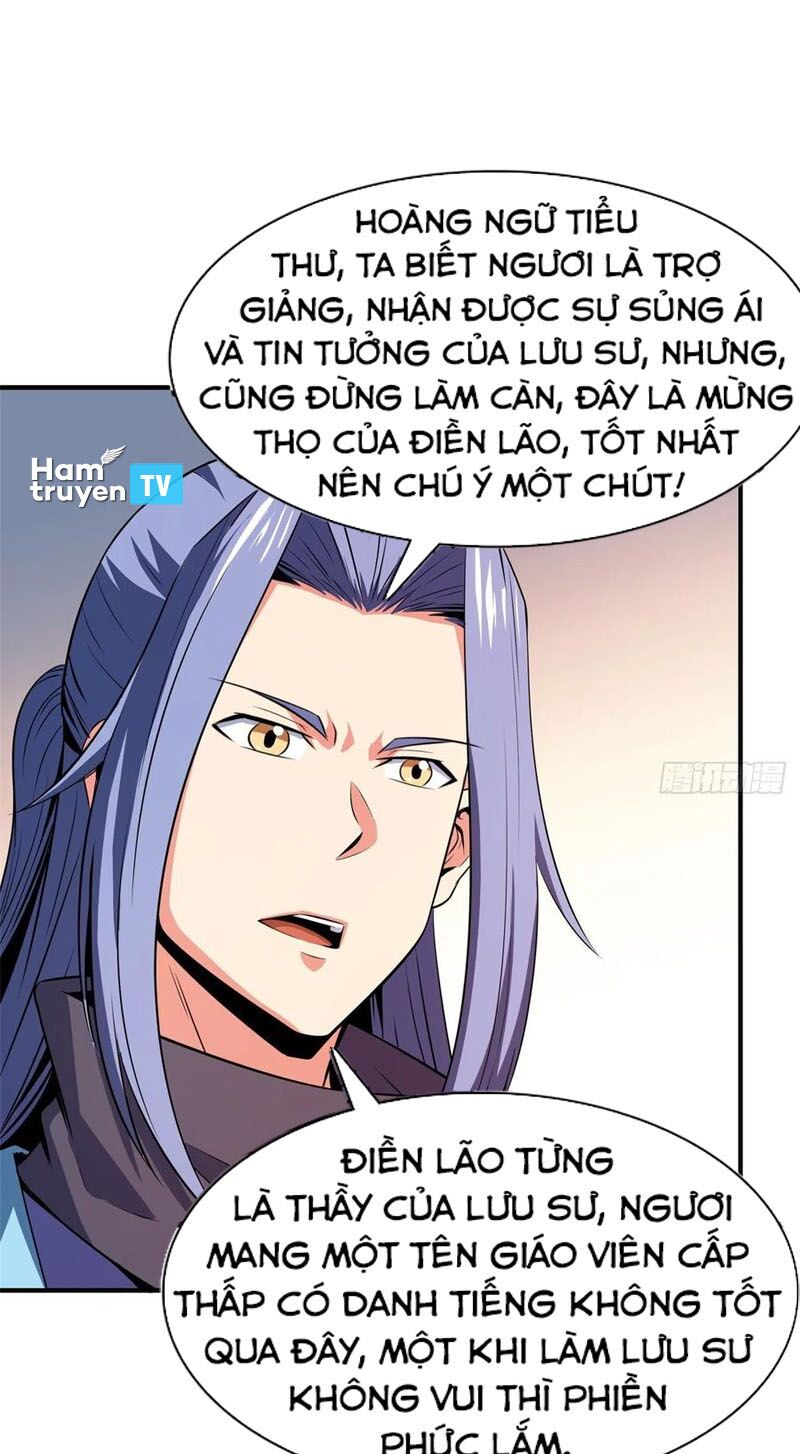 HOÀNG NGỮ TIỂU
THƯ, TA BIẾT NGƯƠI LÀ TRỢ
GIẢNG, NHẬN ĐƯỢC SỰ SỦNG ÁI
VÀ TIN TƯỞNG CỦA LƯU SƯ, NHƯNG,
CŨNG ĐỪNG LÀM CÀN, ĐÂY LÀ MỪNG
THỌ CỦA ĐIỀN LÃO, TỐT NHẤT
NÊN CHÚ Ý MỘT CHÚT!
Ham
truyen TV
腾讯动漫
ĐIỀN LÃO TỪNG
LÀ THẦY CỦA LƯU SƯ, NGƯƠI
MANG MỘT TÊN GIÁO VIÊN CẤP
THẤP CÓ DANH TIẾNG KHÔNG TỐT
QUA ĐÂY, MỘT KHI LÀM LƯU SƯ
KHÔNG VUI THÌ PHIỀN
PHỨC LẮM.